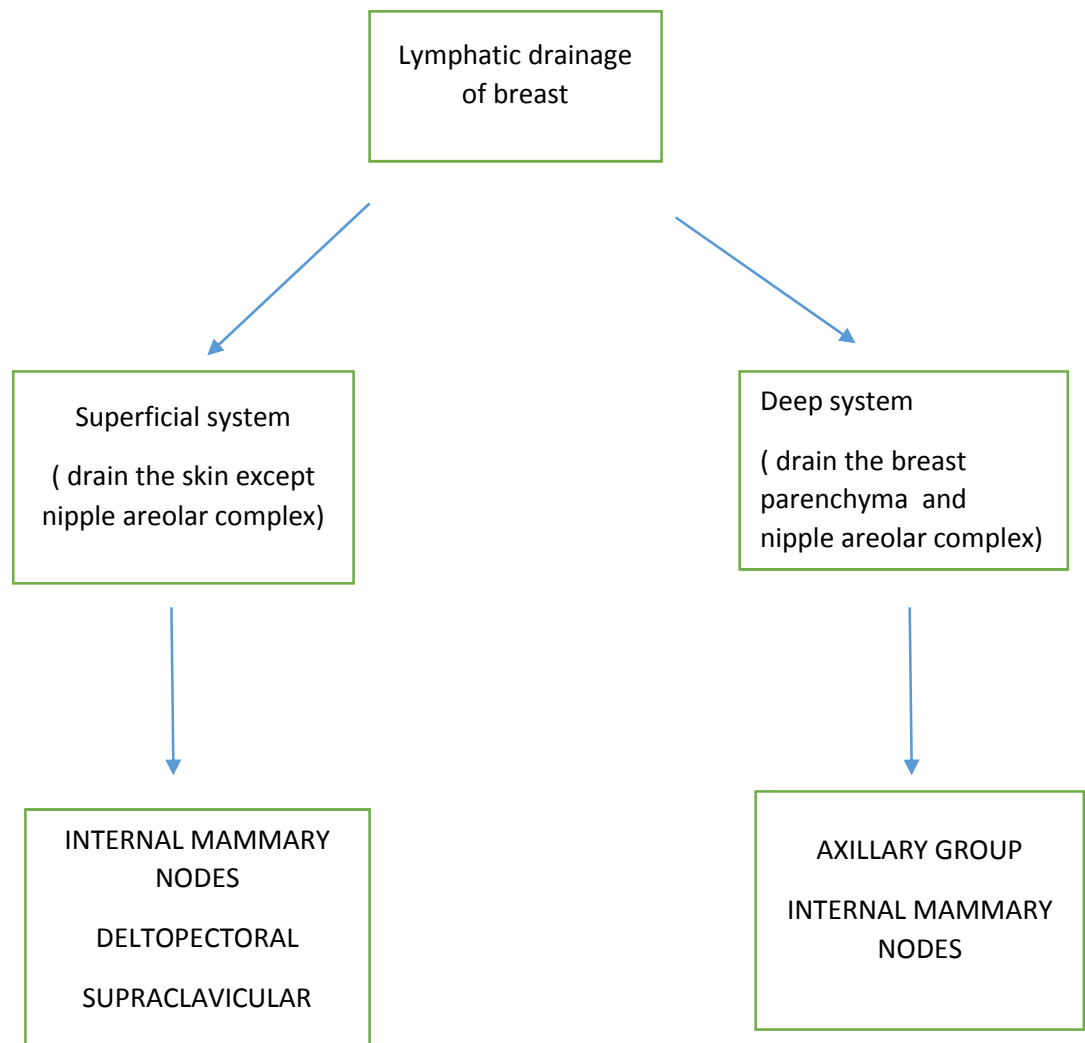 Lymphatic drainage
of breast
Superficial system
( drain the skin except
nipple areolar complex)
Deep system
( drain the breast
parenchyma and
nipple areolar complex)
INTERNAL MAMMARY
NODES
DELTOPECTORAL
SUPRACLAVICULAR
AXILLARY GROUP
INTERNAL MAMMARY
NODES